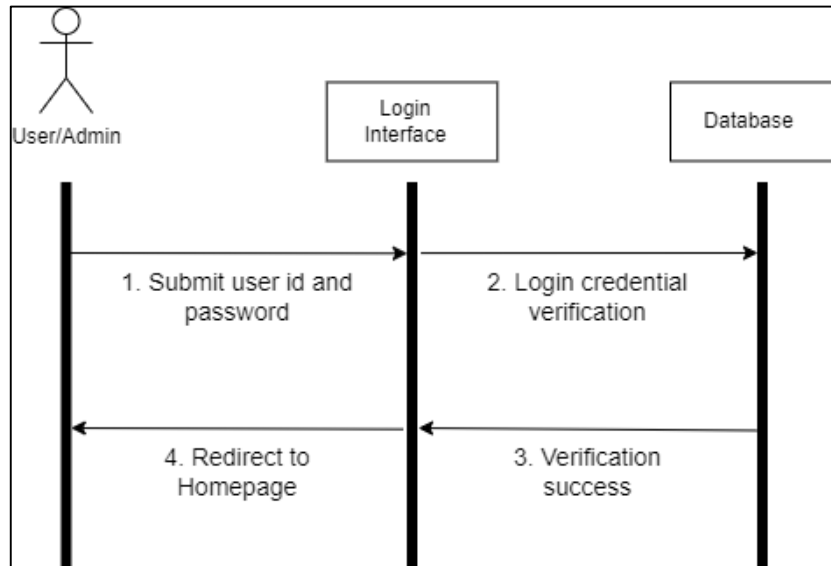 User/Admin
Login
Interface
Database
1. Submit user id and
password
2. Login credential
verification
4. Redirect to
Homepage
3. Verification
success